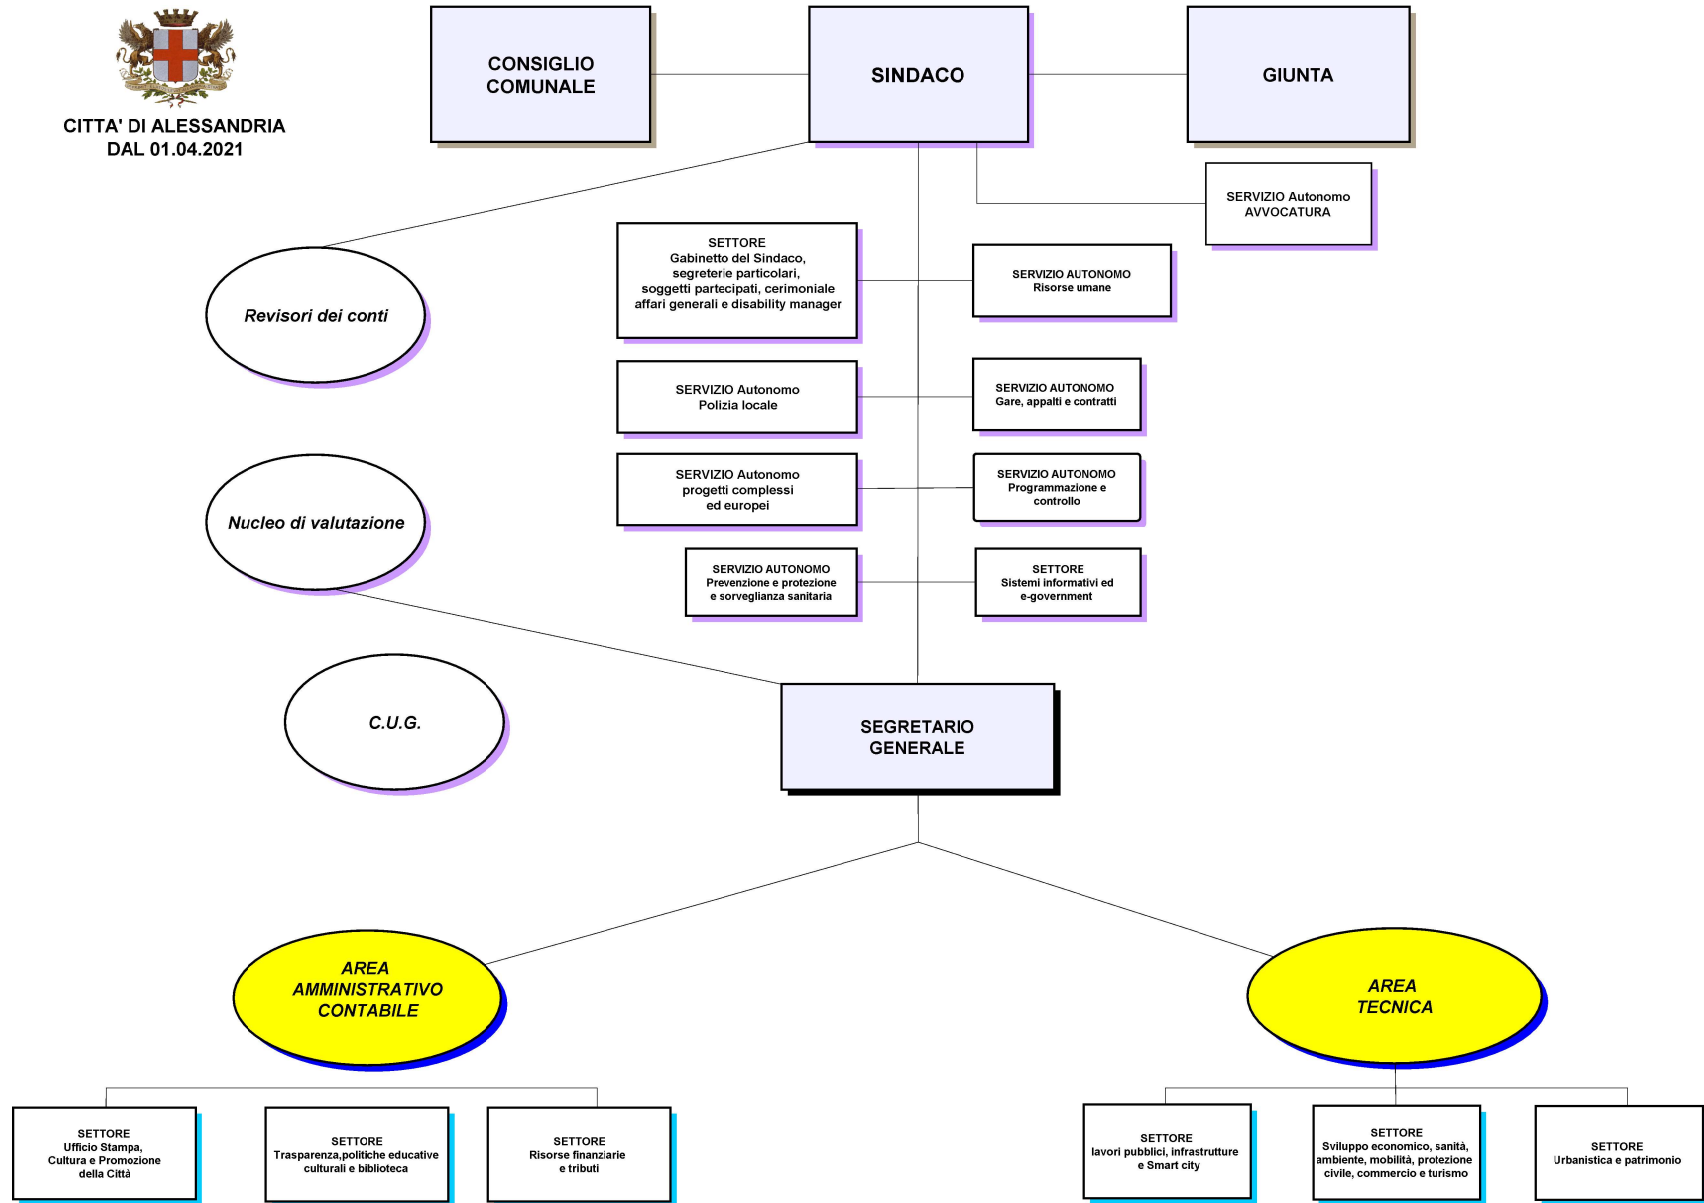 CITTA' DI ALESSANDRIA
DAL 01.04.2021
CONSIGLIO
COMUNALE
SINDACO
GIUNTA
SERVIZIO Autonomo
AVVOCATURA
SETTORE
Gabinetto del Sindaco,
segreterie particolari,
soggetti partecipati, cerimoniale
affari generali e disability manager
SERVIZIO AUTONOMO
Risorse umane
Revisori dei conti
SERVIZIO Autonomo
Polizia locale
SERVIZIO AUTONOMO
Gare, appalti e contratti
SERVIZIO Autonomo
progetti complessi
ed europei
SERVIZIO AUTONOMO
Programmazione e
controllo
Nucleo di valutazione
SERVIZIO AUTONOMO
Prevenzione e protezione
e sorveglianza sanitaria
SETTORE
Sistemi informativi ed
e-government
C.U.G.
SEGRETARIO
GENERALE
AREA
AMMINISTRATIVO
CONTABILE
AREA
TECNICA
SETTORE
Ufficio Stampa,
Cultura e Promozione
della Città
SETTORE
Trasparenza,politiche educative
culturali e biblioteca
SETTORE
Risorse finanziarie
e tributi
SETTORE
lavori pubblici, infrastrutture
e Smart city
SETTORE
Sviluppo economico, sanità,
ambiente, mobilità, protezione
civile, commercio e turismo
SETTORE
Urbanistica e patrimonio